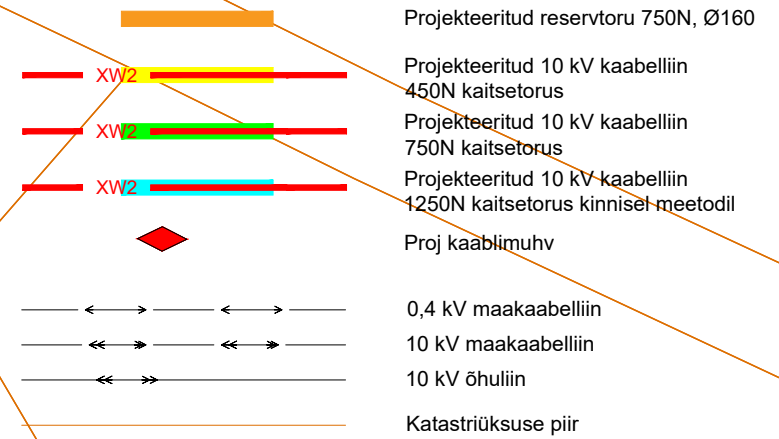 Projekteeritud reservtoru 750N, Ø160
XW2 Projekteeritud 10 kV kaabelliin
450N kaitsetorus
XW2 Projekteeritud 10 kV kaabelliin
750N kaitsetorus
XW2 Projekteeritud 10 kV kaabelliin
1250N kaitsetorus kinnisel meetodil
Proj kaablimuhv
0,4 kV maakaabelliin
10 kV maakaabelliin
10 kV õhuliin
Katastriüksuse piir